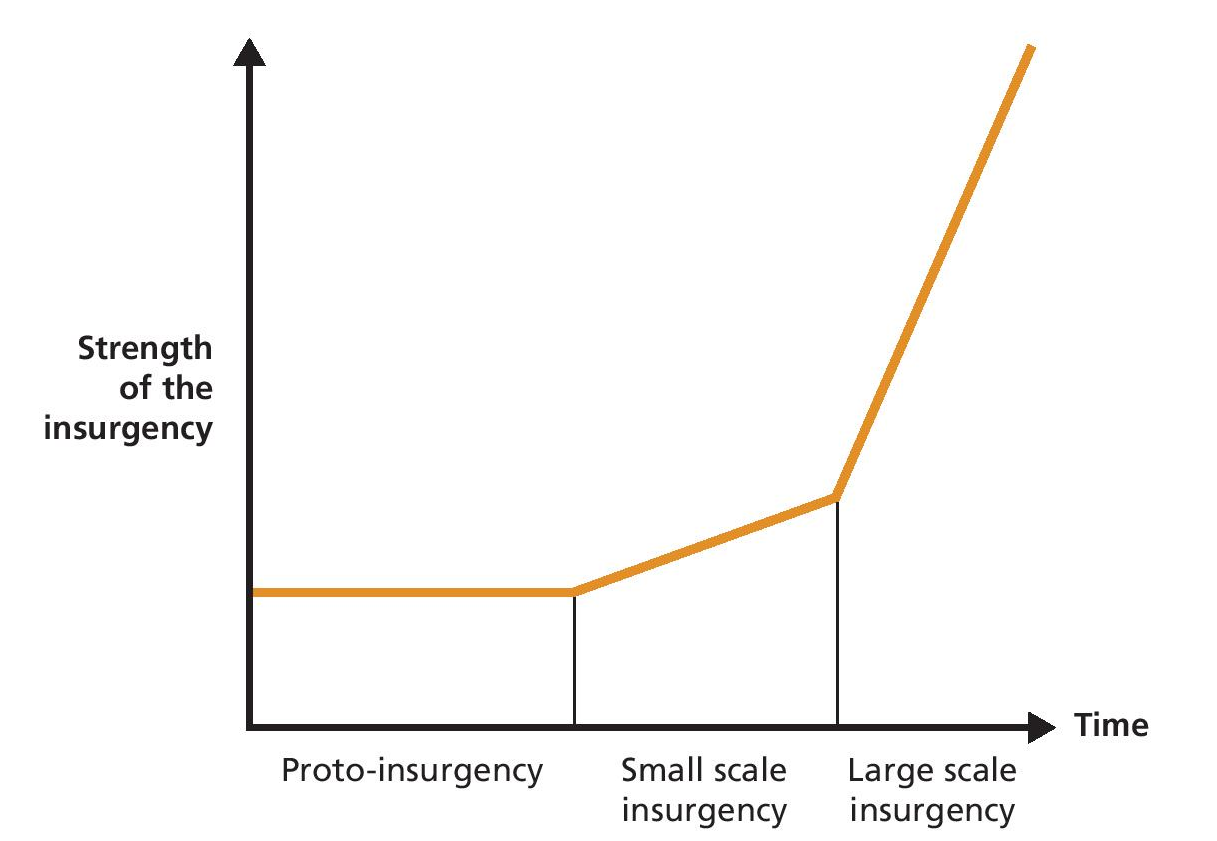 Strength
of the
insurgency
Time
Proto-insurgency
Small scale
insurgency
Large scale
insurgency